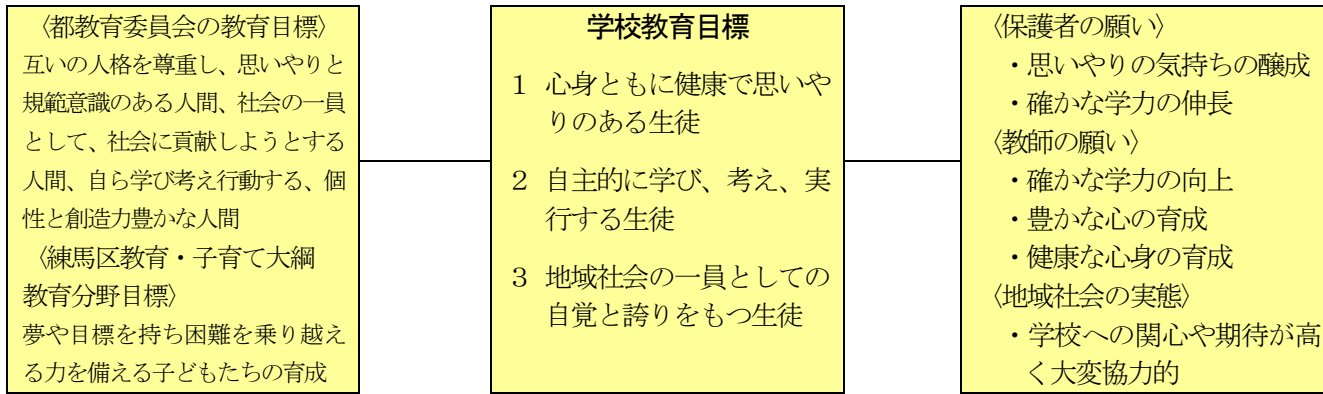 〈都教育委員会の教育目標〉
互いの人格を尊重し、思いやりと
規範意識のある人間、社会の一員
として、社会に貢献しようとする
人間、自ら学び考え行動する、個
性と創造力豊かな人間
〈練馬区教育・子育て大綱
教育分野目標〉
夢や目標を持ち困難を乗り越え
る力を備える子どもたちの育成
学校教育目標
1 心身ともに健康で思いや
りのある生徒
2 自主的に学び、考え、実
行する生徒
3 地域社会の一員としての
自覚と誇りをもつ生徒
〈保護者の願い〉
・思いやりの気持ちの醸成
・確かな学力の伸長
〈教師の願い〉
・確かな学力の向上
・豊かな心の育成
・健康な心身の育成
〈地域社会の実態〉
・学校への関心や期待が高
く大変協力的